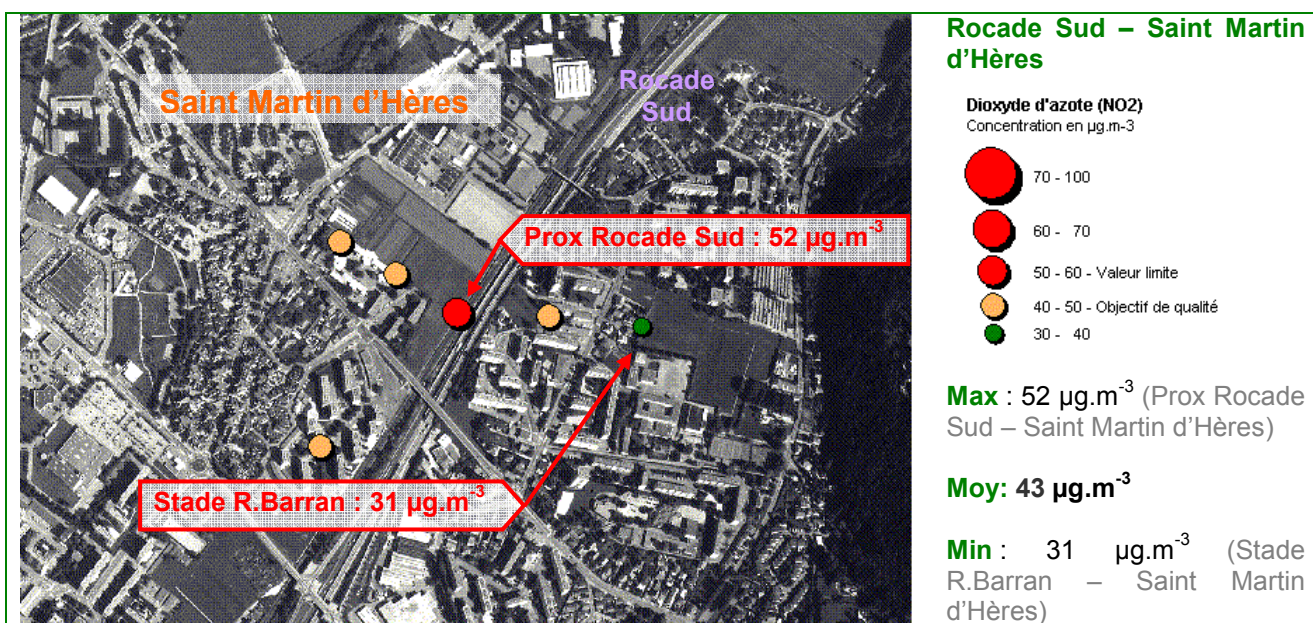 Saint Martin d'Hères
Rocade
Sud
Prox Rocade Sud : 52 µg.m-3
Stade R.Barran : 31 µg.m-3
Rocade Sud – Saint Martin
d'Hères
Dioxyde d'azote (NO2)
Concentration en µg.m-3
70 - 100
60 - 70
50 - 60 - Valeur limite
40 - 50 - Objectif de qualité
30 - 40
Max : 52 µg.m-3 (Prox Rocade
Sud – Saint Martin d'Hères)
Moy: 43 µg.m-3
Min : 31 µg.m-3 (Stade
R.Barran – Saint Martin
d'Hères)